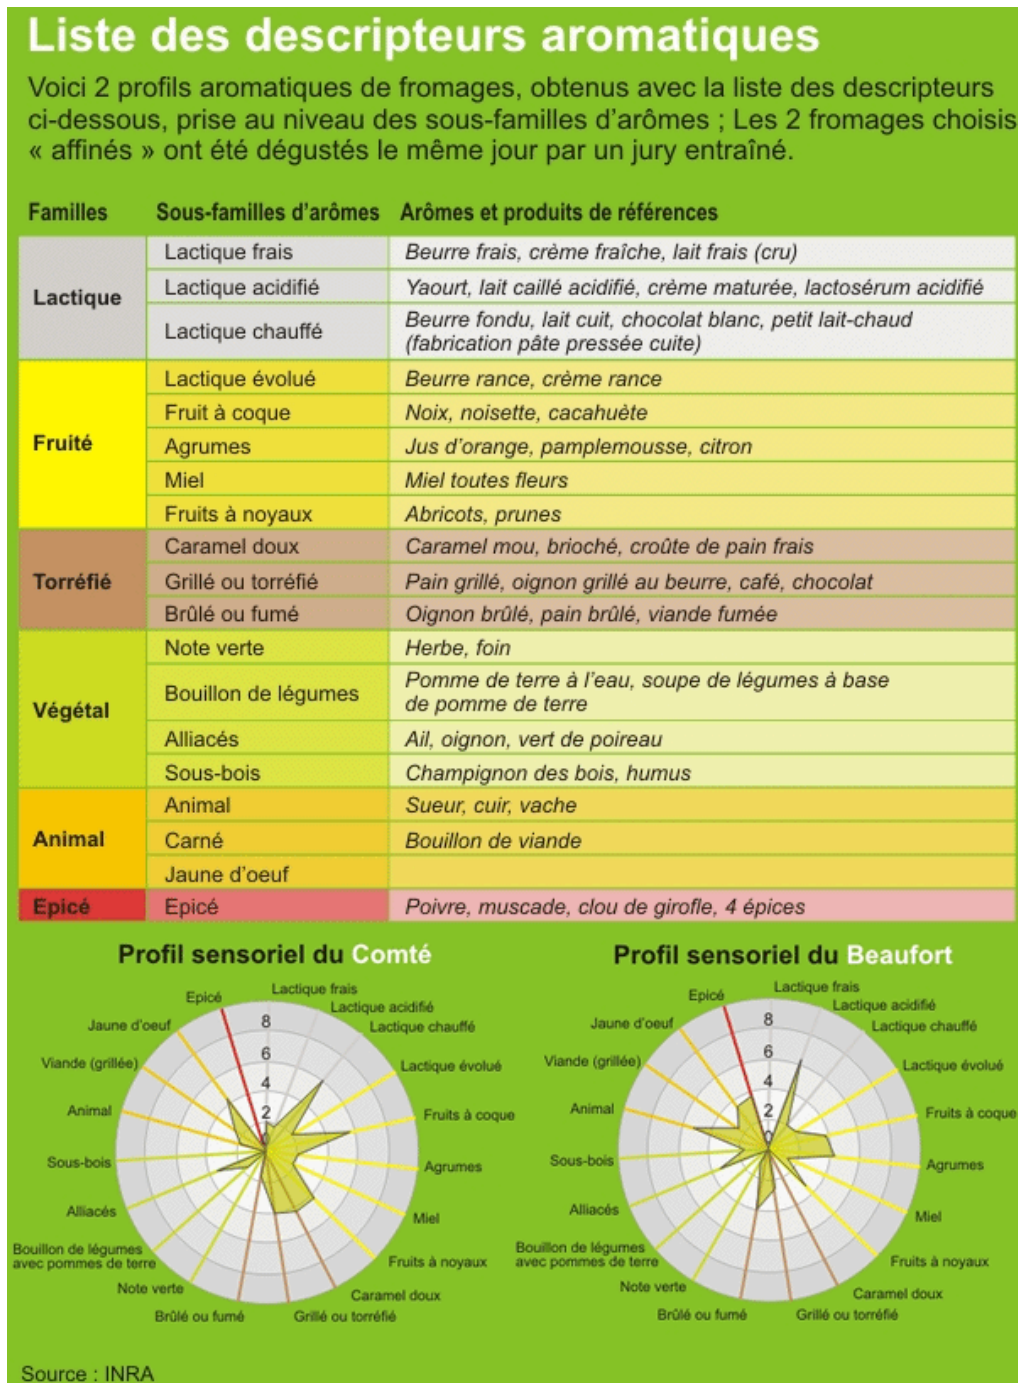 Liste des descripteurs aromatiques
Voici 2 profils aromatiques de fromages, obtenus avec la liste des descripteurs
ci-dessous, prise au niveau des sous-familles d'arômes ; Les 2 fromages choisis
« affinés » ont été dégustés le même jour par un jury entraîné.
Familles Sous-familles d'arômes Arômes et produits de références
Lactique
Lactique frais Beurre frais, crème fraîche, lait frais (cru)
Lactique acidifié Yaourt, lait caillé acidifié, crème maturée, lactosérum acidifié
Lactique chauffé Beurre fondu, lait cuit, chocolat blanc, petit lait-chaud
(fabrication pâte pressée cuite)
Fruité
Lactique évolué Beurre rance, crème rance
Fruit à coque Noix, noisette, cacahuète
Agrumes Jus d'orange, pamplemousse, citron
Miel Miel toutes fleurs
Fruits à noyaux Abricots, prunes
Torréfié
Caramel doux Caramel mou, brioché, croûte de pain frais
Grillé ou torréfié Pain grillé, oignon grillé au beurre, café, chocolat
Brûlé ou fumé Oignon brûlé, pain brûlé, viande fumée
Végétal
Note verte Herbe, foin
Bouillon de légumes Pomme de terre à l'eau, soupe de légumes à base
de pomme de terre
Alliacés Ail, oignon, vert de poireau
Sous-bois Champignon des bois, humus
Animal
Animal Sueur, cuir, vache
Carné Bouillon de viande
Jaune d'oeuf
Epicé Epicé Poivre, muscade, clou de girofle, 4 épices
Profil sensoriel du Comté
Lactique frais
Lactique acidifié
Lactique chauffé
Lactique évolué
Fruits à coque
Agrumes
Miel
Fruits à noyaux
Caramel doux
Grillé ou torréfié
Brûlé ou fumé
Note verte
Bouillon de légumes
avec pommes de terre
Alliacés
Sous-bois
Animal
Viande (grillée)
Jaune d'oeuf
Epicé
8
6
4
2
0
Profil sensoriel du Beaufort
Lactique frais
Lactique acidifié
Lactique chauffé
Lactique évolué
Fruits à coque
Agrumes
Miel
Fruits à noyaux
Caramel doux
Grillé ou torréfié
Brûlé ou fumé
Note verte
Bouillon de légumes
avec pommes de terre
Alliacés
Sous-bois
Animal
Viande (grillée)
Jaune d'oeuf
Epicé
8
6
4
2
0
Source : INRA